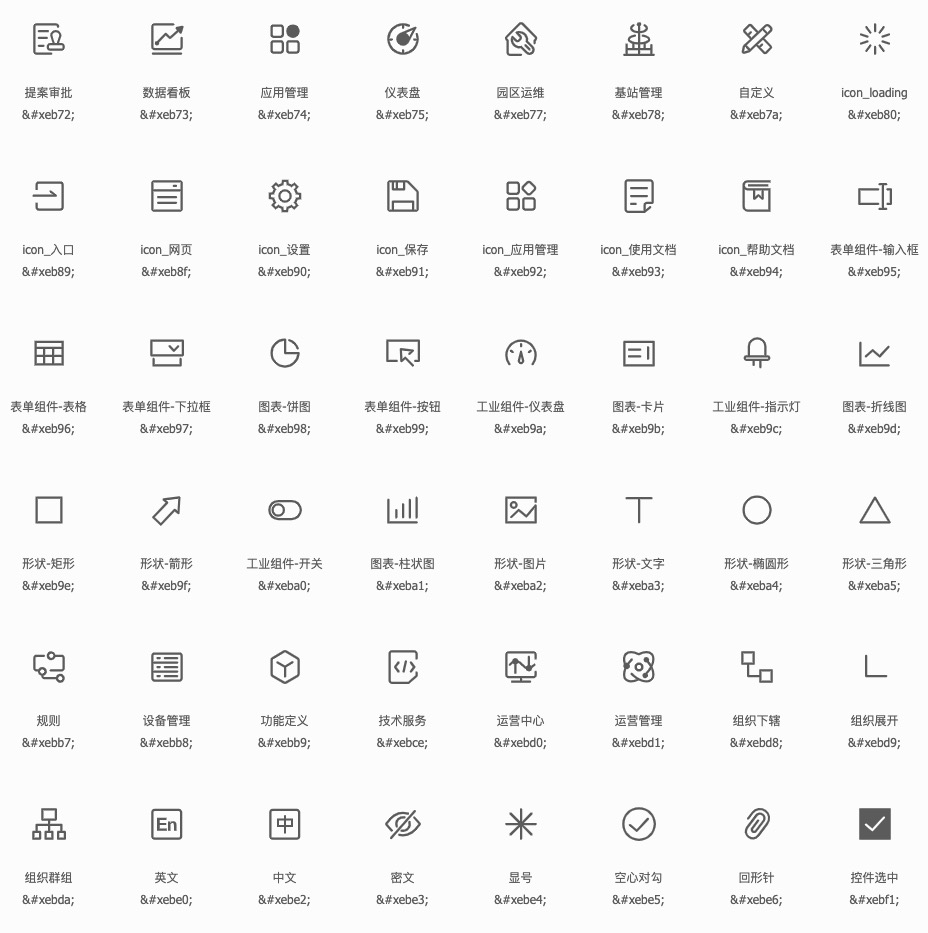 提案审批 数据看板 应用管理 仪表盘 园区运维 基站管理 自定义 icon_loading
&#xeb72; &#xeb73; &#xeb74; &#xeb75; &#xeb77; &#xeb78; &#xeb7a; &#xeb80;
icon_入口 icon_网页 icon_设置 icon_保存 icon_应用管理 icon_使用文档 icon_帮助文档 表单组件-输入框
&#xeb89; &#xeb8f; &#xeb90; &#xeb91; &#xeb92; &#xeb93; &#xeb94; &#xeb95;
表单组件-表格 表单组件-下拉框 图表-饼图 表单组件-按钮 工业组件-仪表盘 图表-卡片 工业组件-指示灯 图表-折线图
&#xeb96; &#xeb97; &#xeb98; &#xeb99; &#xeb9a; &#xeb9b; &#xeb9c; &#xeb9d;
形状-矩形 形状-箭形 工业组件-开关 图表-柱状图 形状-图片 形状-文字 形状-椭圆形 形状-三角形
&#xeb9e; &#xeb9f; &#xeba0; &#xeba1; &#xeba2; &#xeba3; &#xeba4; &#xeba5;
规则 设备管理 功能定义 技术服务 运营中心 运营管理 组织下辖 组织展开
&#xebb7; &#xebb8; &#xebb9; &#xebce; &#xebd0; &#xebd1; &#xebd8; &#xebd9;
En 中
组织群组 英文 中文 密文 显号 空心对勾 回形针 控件选中
&#xebda; &#xebe0; &#xebe2; &#xebe3; &#xebe4; &#xebe5; &#xebe6; &#xebf1;